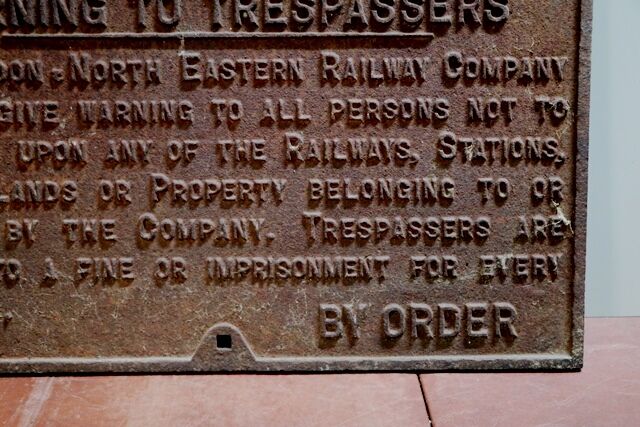 NING TO TRESPASSERS
DON & NORTH EASTERN RAILWAY COMPANY
GIVE WARNING TO ALL PERSONS NOT TO
UPON ANY OF THE RAILWAYS, STATIONS,
LANDS OR PROPERTY BELONGING TO OR
BY THE COMPANY. TRESPASSERS ARE
TO A FINE OR IMPRISONMENT FOR EVERY
BY ORDER